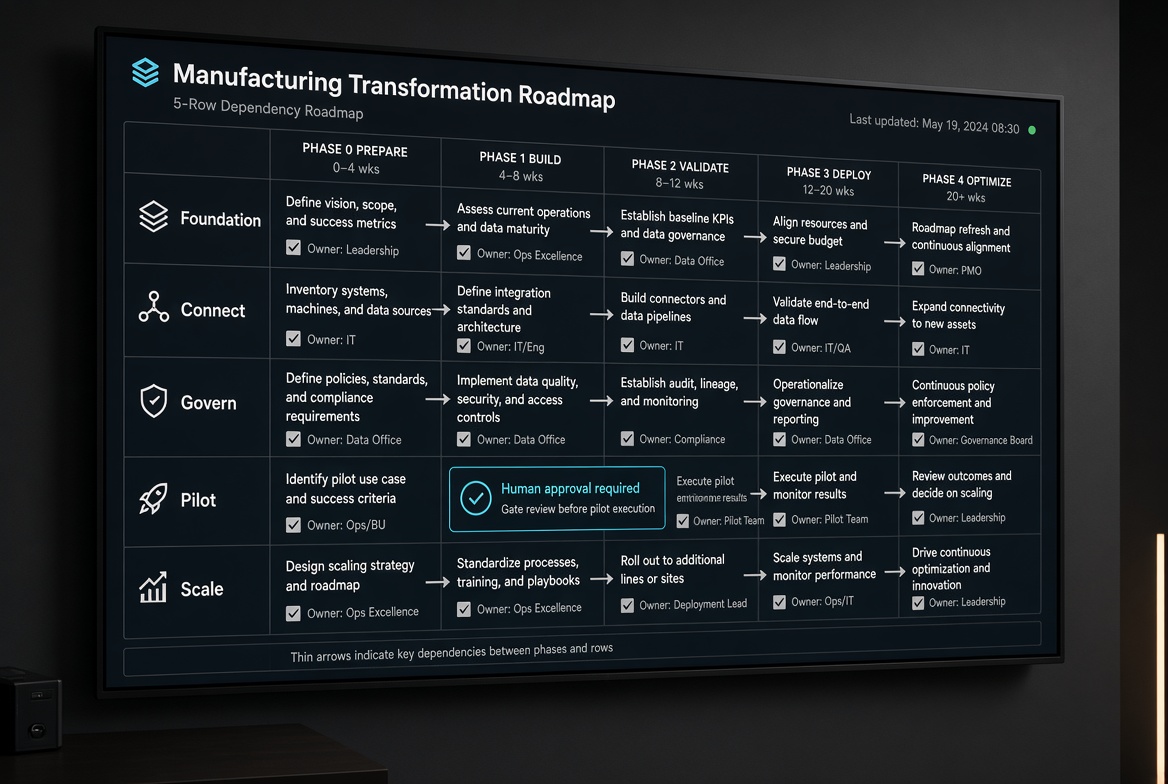 Manufacturing Transformation Roadmap
5-Row Dependency Roadmap
Last updated: May 19, 2024 08:30
PHASE 0 PREPARE
0–4 wks
PHASE 1 BUILD
4–8 wks
PHASE 2 VALIDATE
8–12 wks
PHASE 3 DEPLOY
12–20 wks
PHASE 4 OPTIMIZE
20+ wks
Foundation
Define vision, scope,
and success metrics
Owner: Leadership
Assess current operations
and data maturity
Owner: Ops Excellence
Establish baseline KPIs
and data governance
Owner: Data Office
Align resources and
secure budget
Owner: Leadership
Roadmap refresh and
continuous alignment
Owner: PMO
Connect
Inventory systems,
machines, and data sources
Owner: IT
Define integration
standards and
architecture
Owner: IT/Eng
Build connectors and
data pipelines
Owner: IT
Validate end-to-end
data flow
Owner: IT/QA
Expand connectivity
to new assets
Owner: IT
Govern
Define policies, standards,
and compliance
requirements
Owner: Data Office
Implement data quality,
security, and access
controls
Owner: Data Office
Establish audit, lineage,
and monitoring
Owner: Compliance
Operationalize
governance and
reporting
Owner: Data Office
Continuous policy
enforcement and
improvement
Owner: Governance Board
Pilot
Identify pilot use case
and success criteria
Owner: Ops/BU
Human approval required
Gate review before pilot execution
Execute pilot
results
Owner: Pilot Team
Execute pilot and
monitor results
Owner: Pilot Team
Review outcomes and
decide on scaling
Owner: Leadership
Scale
Design scaling strategy
and roadmap
Owner: Ops Excellence
Standardize processes,
training, and playbooks
Owner: Ops Excellence
Roll out to additional
lines or sites
Owner: Deployment Lead
Scale systems and
monitor performance
Owner: Ops/IT
Drive continuous
optimization and
innovation
Owner: Leadership
Thin arrows indicate key dependencies between phases and rows